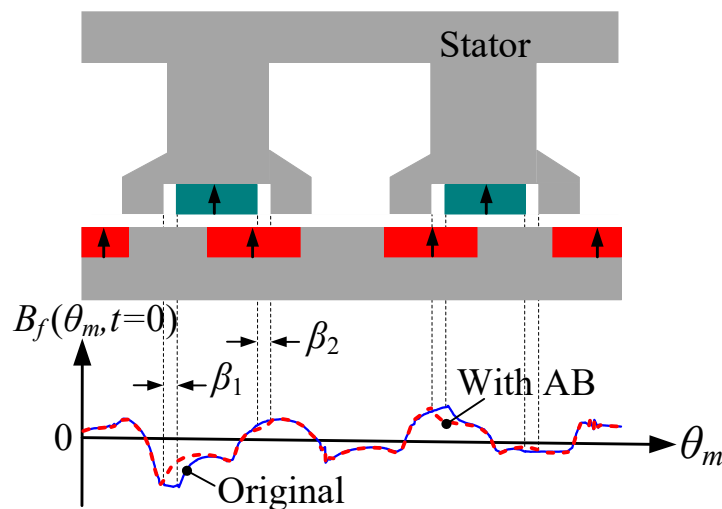 Stator
B_f(θ_m,t=0)
β_2
β_1
With AB
0
θ_m
Original